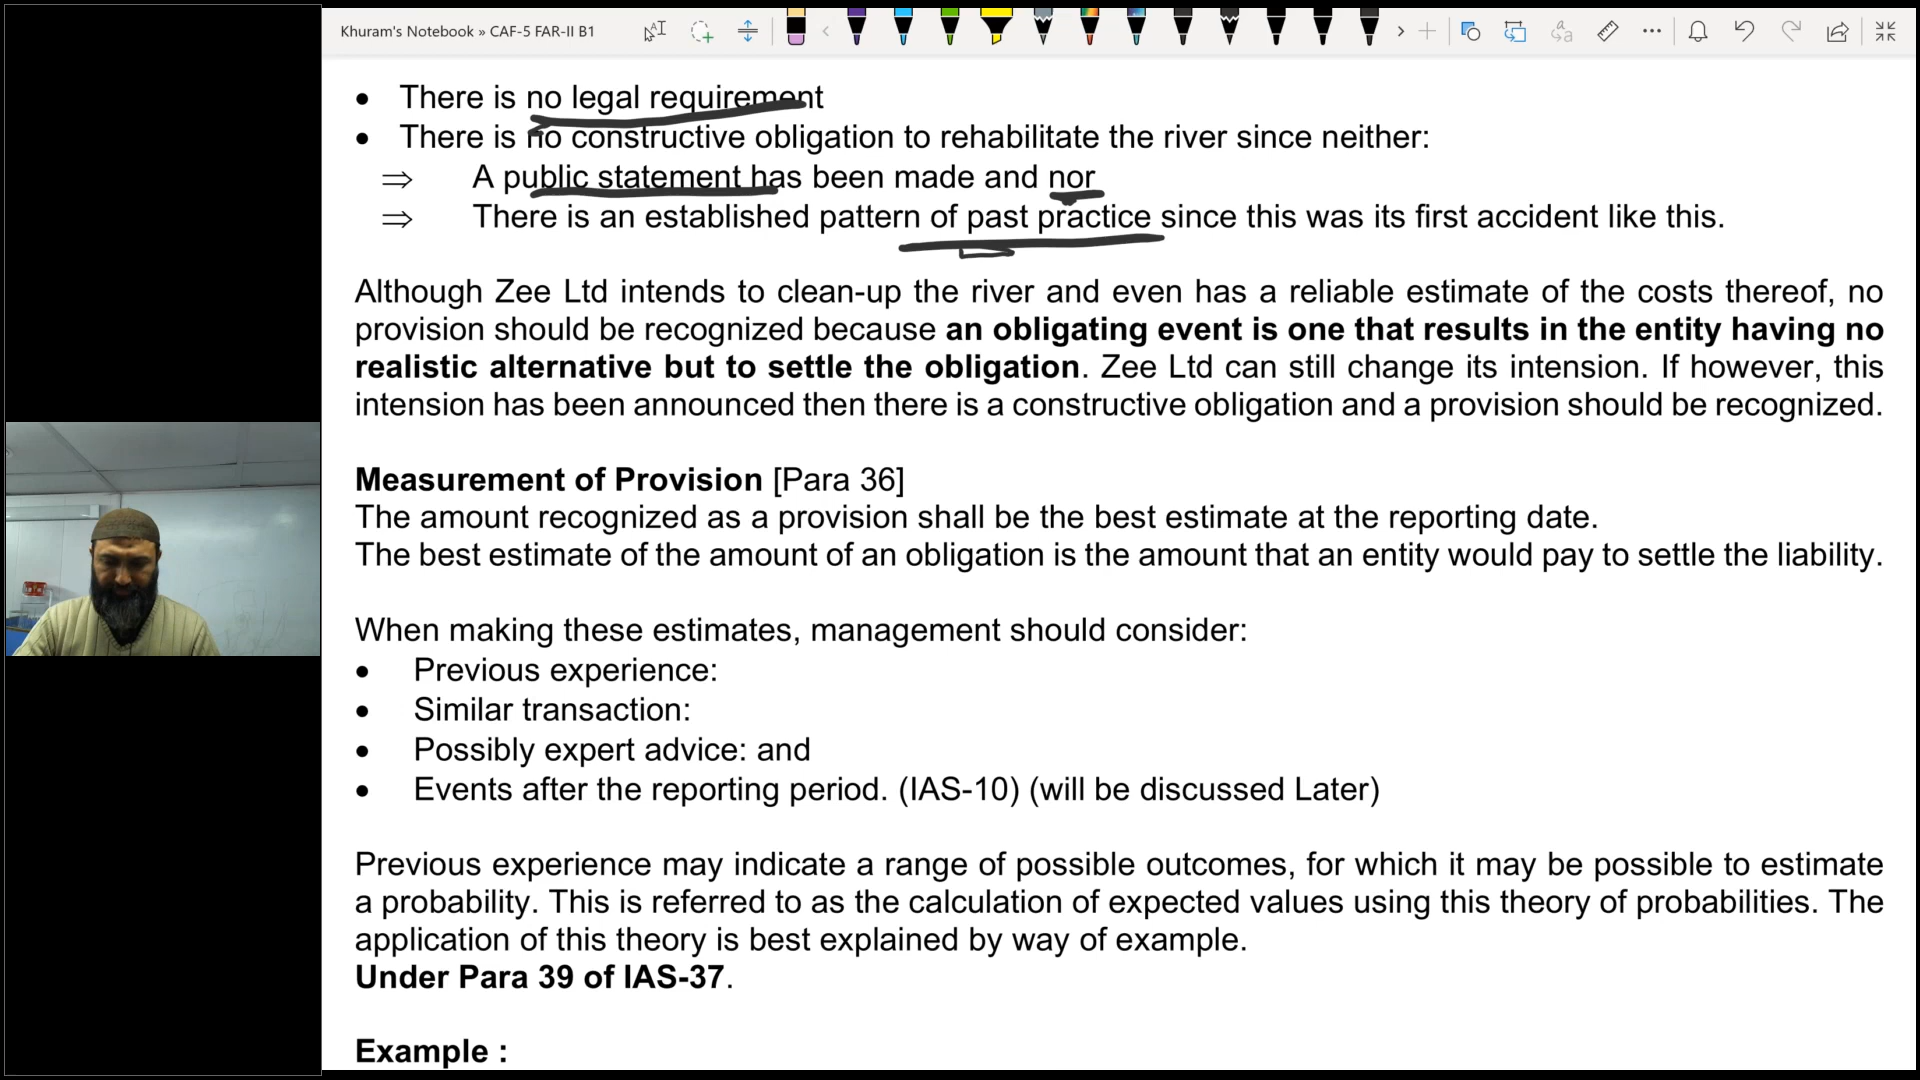 Khuram's Notebook » CAF-5 FAR-II B1
• There is no legal requirement
• There is no constructive obligation to rehabilitate the river since neither:
⇒ A public statement has been made and nor
⇒ There is an established pattern of past practice since this was its first accident like this.
Although Zee Ltd intends to clean-up the river and even has a reliable estimate of the costs thereof, no
provision should be recognized because an obligating event is one that results in the entity having no
realistic alternative but to settle the obligation. Zee Ltd can still change its intension. If however, this
intension has been announced then there is a constructive obligation and a provision should be recognized.
Measurement of Provision [Para 36]
The amount recognized as a provision shall be the best estimate at the reporting date.
The best estimate of the amount of an obligation is the amount that an entity would pay to settle the liability.
When making these estimates, management should consider:
• Previous experience:
• Similar transaction:
• Possibly expert advice: and
• Events after the reporting period. (IAS-10) (will be discussed Later)
Previous experience may indicate a range of possible outcomes, for which it may be possible to estimate
a probability. This is referred to as the calculation of expected values using this theory of probabilities. The
application of this theory is best explained by way of example.
Under Para 39 of IAS-37.
Example :